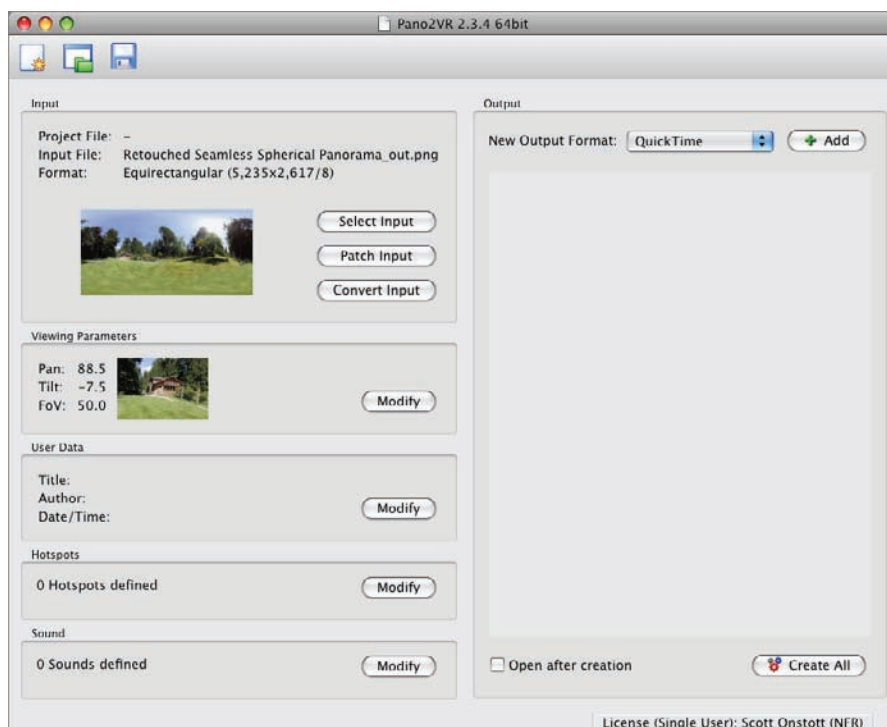 Pano2VR 2.3.4 64bit
Input
Project File: –
Input File: Retouched Seamless Spherical Panorama_out.png
Format: Equirectangular (5,235x2,617/8)
Select Input
Patch Input
Convert Input
Viewing Parameters
Pan: 88.5
Tilt: -7.5
FoV: 50.0
Modify
User Data
Title:
Author:
Date/Time:
Modify
Hotspots
0 Hotspots defined
Modify
Sound
0 Sounds defined
Modify
Output
New Output Format: QuickTime Add
Open after creation Create All
License (Single User): Scott Onstott (NFR)